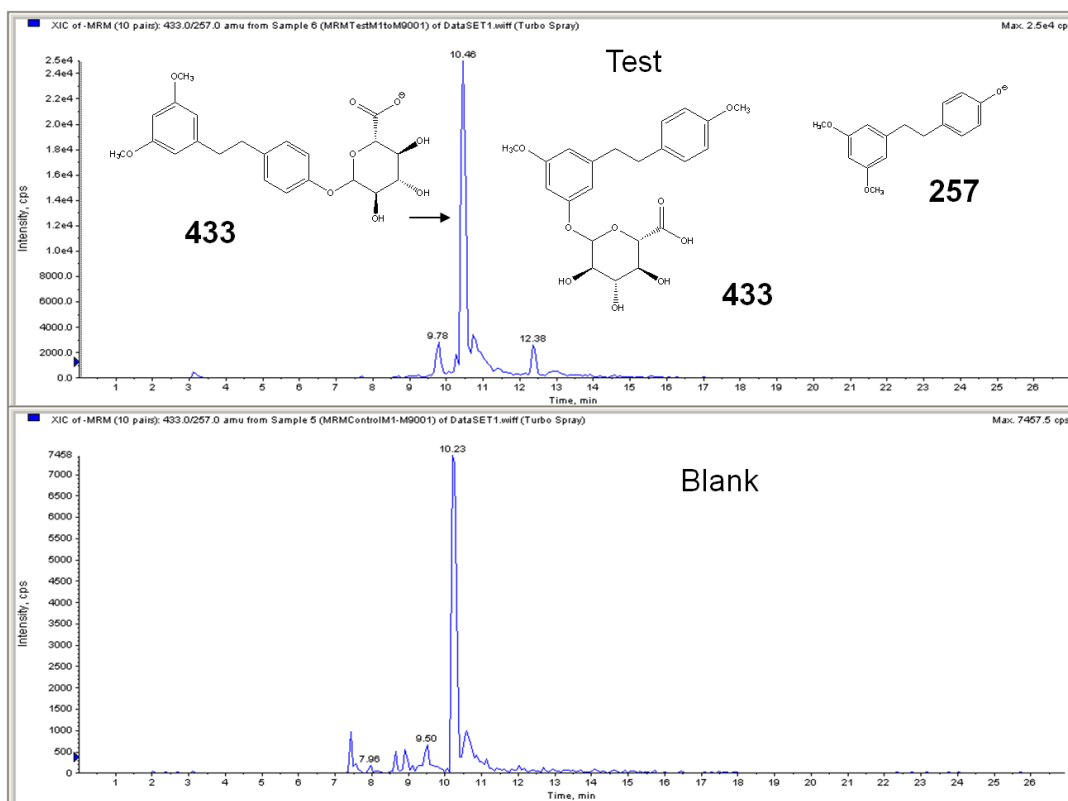 XIC of -MRM (10 pairs): 433.0/257.0 amu from Sample 6 (MRMTestM1toM9001) of DataSET1.wiff (Turbo Spray)
Max. 2.5e4 cps
Test
10.46
9.78
12.38
2.5e4
2.4e4
2.2e4
2.0e4
1.8e4
1.6e4
1.4e4
1.2e4
1.0e4
8000.0
6000.0
4000.0
2000.0
0.0
Intensity, cps
OCH₃
OCH₃
O
O⊖
O
OH
OH
OH
O
433
OCH₃
OCH₃
O
O
O
OH
HO
OH
OH
433
O⊖
OCH₃
OCH₃
257
1 2 3 4 5 6 7 8 9 10 11 12 13 14 15 16 17 18 19 20 21 22 23 24 25 26
Time, min
XIC of -MRM (10 pairs): 433.0/257.0 amu from Sample 5 (MRMControlM1-M9001) of DataSET1.wiff (Turbo Spray)
Max. 7457.5 cps
Blank
10.23
7.96
9.50
7458
7000
6500
6000
5500
5000
4500
4000
3500
3000
2500
2000
1500
1000
500
0
Intensity, cps
1 2 3 4 5 6 7 8 9 10 11 12 13 14 15 16 17 18 19 20 21 22 23 24 25 26
Time, min